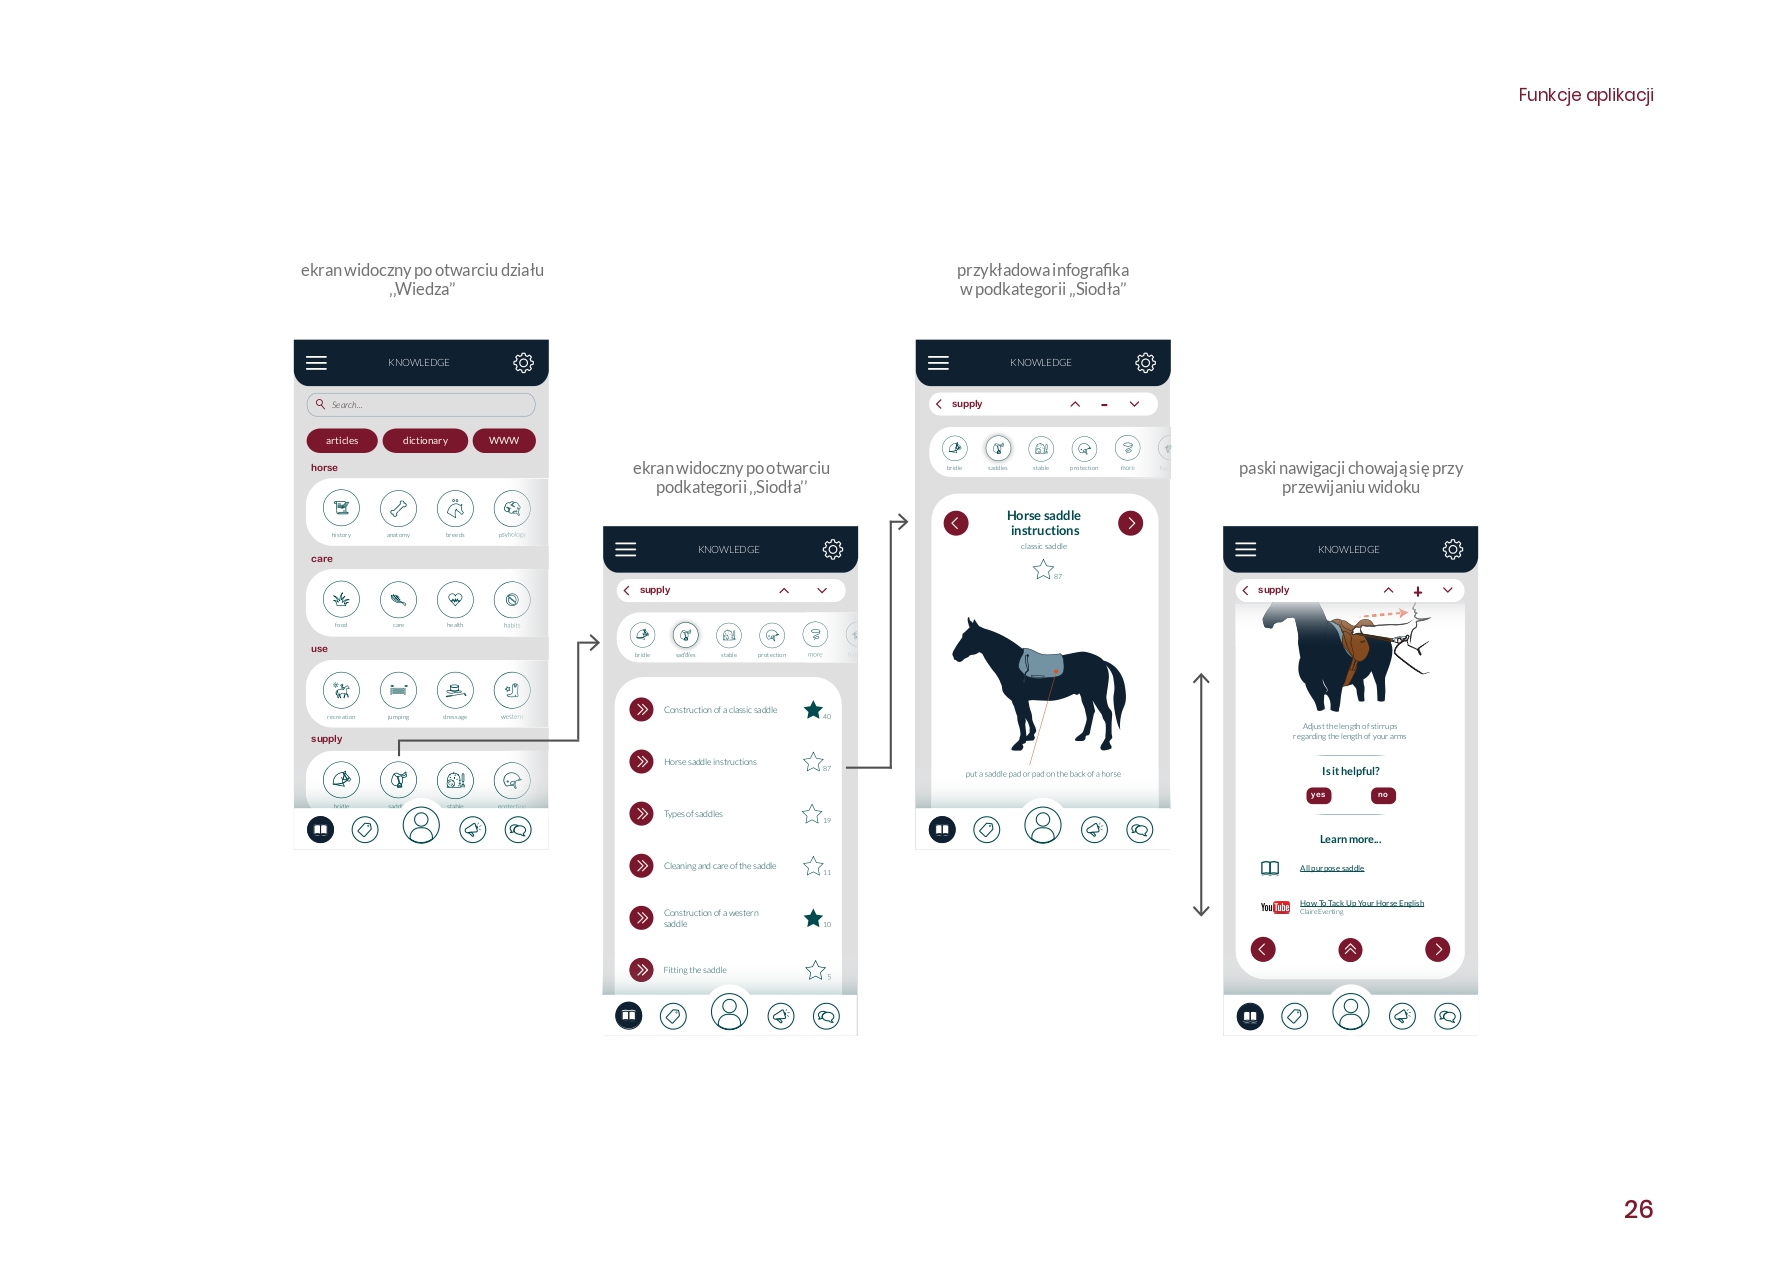 Funkcje aplikacji
ekran widoczny po otwarciu działu
,,Wiedza”
KNOWLEDGE
Search...
articles dictionary WWW
horse
history anatomy breeds psyhology
care
food care health habits
use
recreation jumping dressage western
supply
bridle saddles stable protection
ekran widoczny po otwarciu
podkategorii ,,Siodła’’
KNOWLEDGE
supply
bridle saddles stable protection more
Construction of a classic saddle 40
Horse saddle instructions 87
Types of saddles 19
Cleaning and care of the saddle 11
Construction of a western
saddle 10
Fitting the saddle 5
przykładowa infografika
w podkategorii „Siodła”
KNOWLEDGE
supply -
bridle saddles stable protection more
Horse saddle
instructions
classic saddle
87
put a saddle pad or pad on the back of a horse
paski nawigacji chowają się przy
przewijaniu widoku
KNOWLEDGE
supply +
Adjust the length of stirrups
regarding the length of your arms
Is it helpful?
yes no
Learn more...
All purpose saddle
YouTube How To Tack Up Your Horse English
Claire Eventing
26